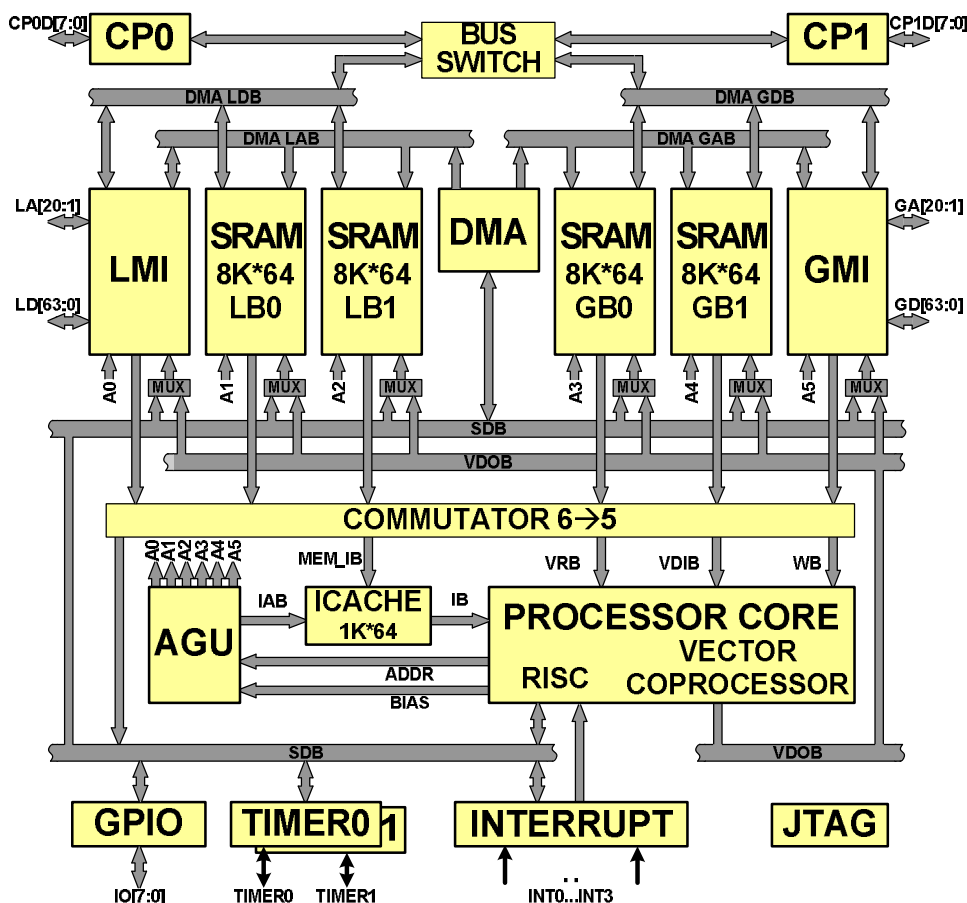 CP0D[7:0]
CP0
BUS
SWITCH
CP1
CP1D[7:0]
DMA LDB
DMA GDB
DMA LAB
DMA GAB
LA[20:1]
LD[63:0]
LMI
SRAM
8K*64
LB0
SRAM
8K*64
LB1
DMA
SRAM
8K*64
GB0
SRAM
8K*64
GB1
GMI
GA[20:1]
GD[63:0]
A0
MUX
A1
MUX
A2
MUX
A3
MUX
A4
MUX
A5
MUX
SDB
VDOB
COMMUTATOR 6→5
A0
A1
A2
A3
A4
A5
MEM_IB
VRB
VDIB
WB
AGU
IAB
ICACHE
1K*64
IB
PROCESSOR CORE
VECTOR
COPROCESSOR
RISC
ADDR
BIAS
SDB
VDOB
GPIO
TIMER0
1
INTERRUPT
JTAG
IO[7:0]
TIMER0
TIMER1
..
INT0...INT3